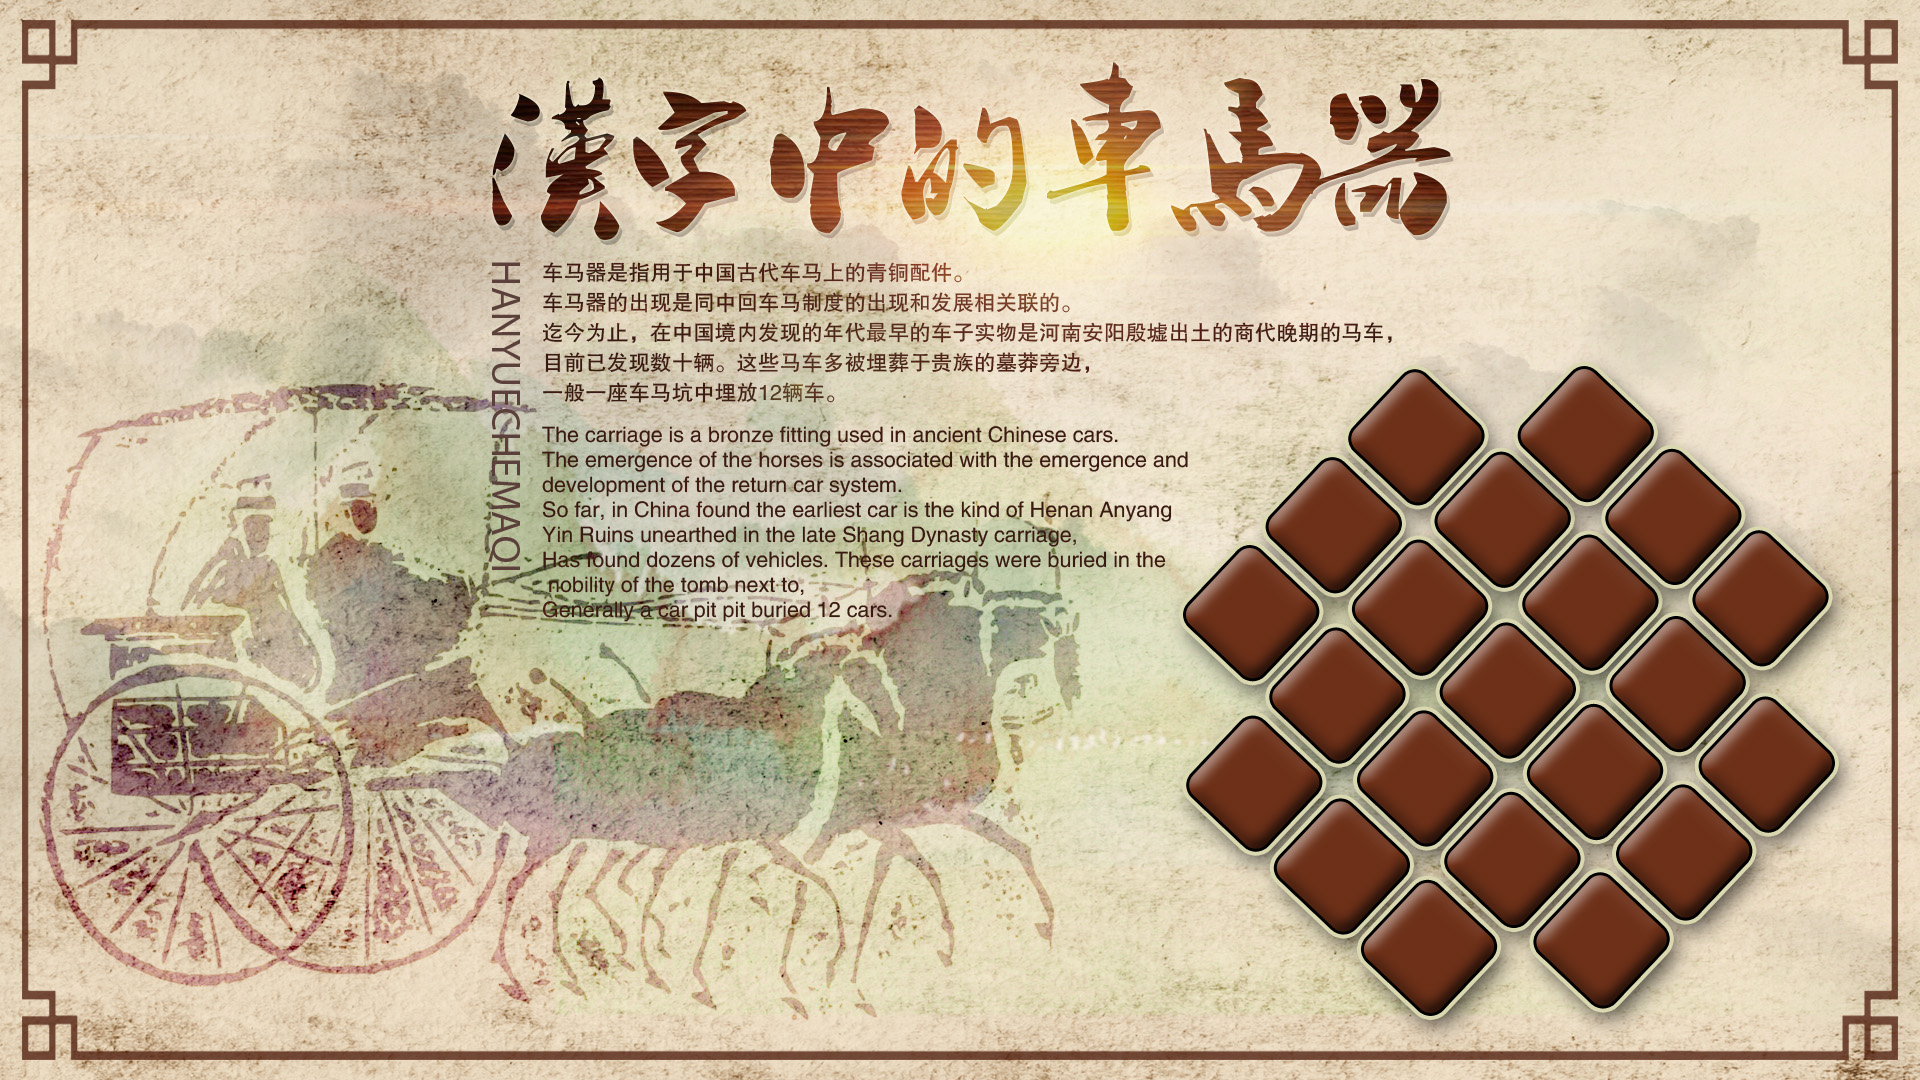 漢字中的車馬器
HANYUECHEMAQI
车马器是指用于中国古代车马上的青铜配件。
车马器的出现是同中回车马制度的出现和发展相关联的。
迄今为止，在中国境内发现的年代最早的车子实物是河南安阳殷墟出土的商代晚期的马车，
目前已发现数十辆。这些马车多被埋葬于贵族的墓莽旁边，
一般一座车马坑中埋放12辆车。
The carriage is a bronze fitting used in ancient Chinese cars.
The emergence of the horses is associated with the emergence and
development of the return car system.
So far, in China found the earliest car is the kind of Henan Anyang
Yin Ruins unearthed in the late Shang Dynasty carriage,
Has found dozens of vehicles. These carriages were buried in the
nobility of the tomb next to,
Generally a car pit pit buried 12 cars.